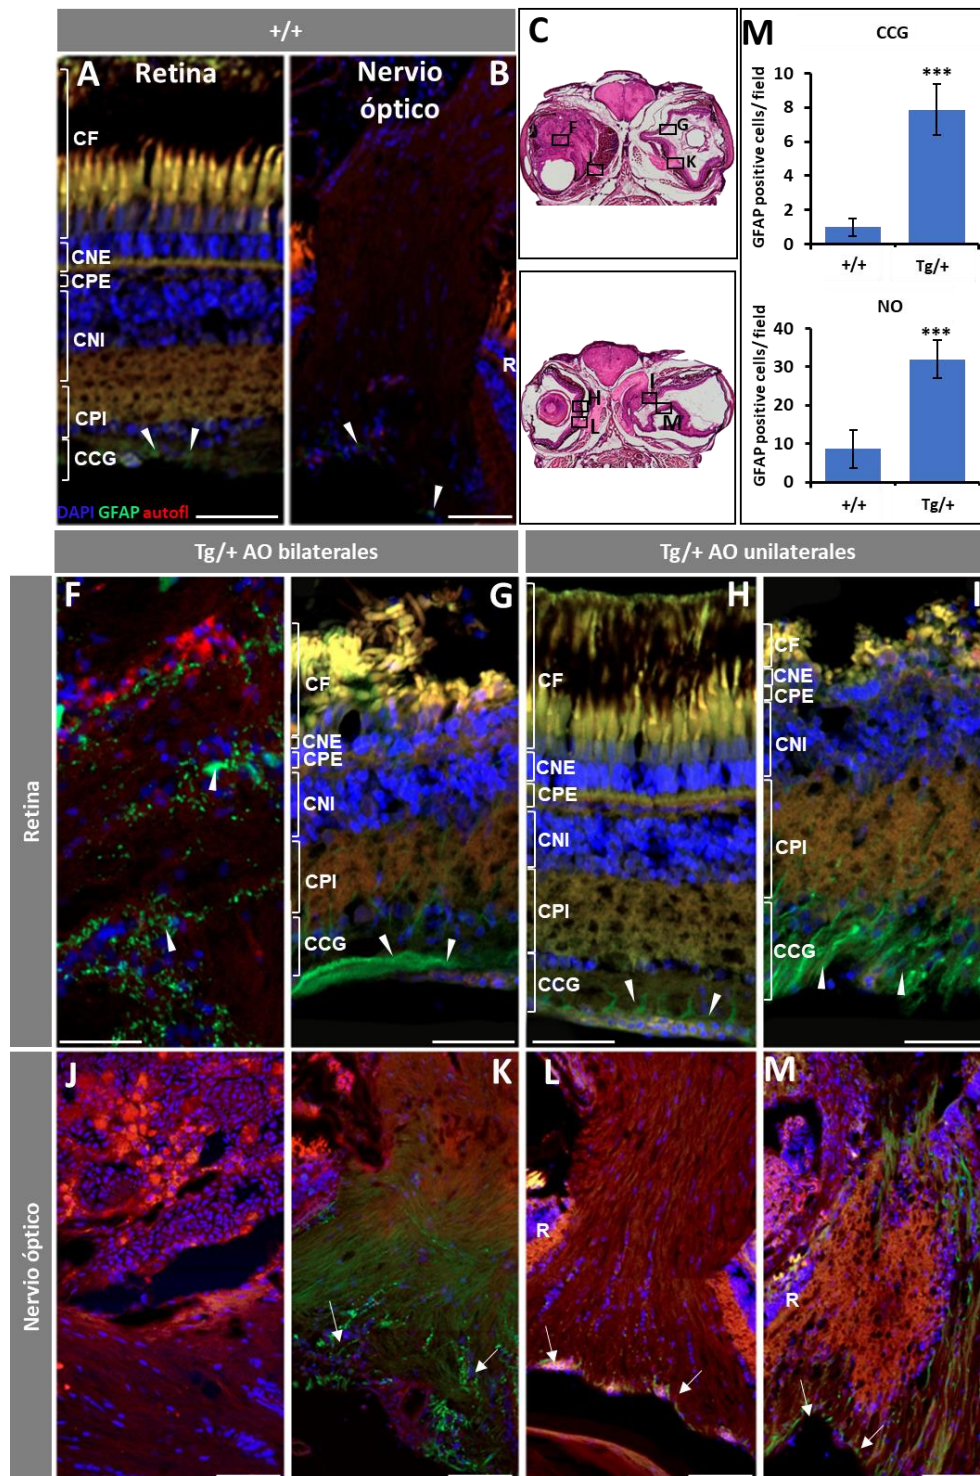 +/+
A Retina
Nervio óptico B
CF
CNE
CPE
CNI
CPI
CCG
R
DAPI GFAP autofl
C
F
G
K
H
L
I
M
M
CCG
GFAP positive cells/ field
10
8
6
4
2
0
***
+/+ Tg/+
NO
GFAP positive cells/ field
40
30
20
10
0
***
+/+ Tg/+
Tg/+ AO bilaterales
Tg/+ AO unilaterales
Retina
F
G
CF
CNE
CPE
CNI
CPI
CCG
H
CF
CNE
CPE
CNI
CPI
CCG
I
CF
CNE
CPE
CNI
CPI
CCG
Nervio óptico
J
K
L
R
M
R